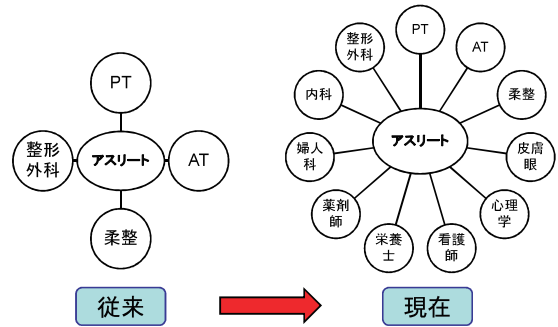 PT
整形
外科
アスリート
AT
柔整
従来
PT
整形
外科
AT
内科
柔整
アスリート
婦人
科
皮膚
眼
薬剤
師
心理
学
栄養
士
看護
師
現在